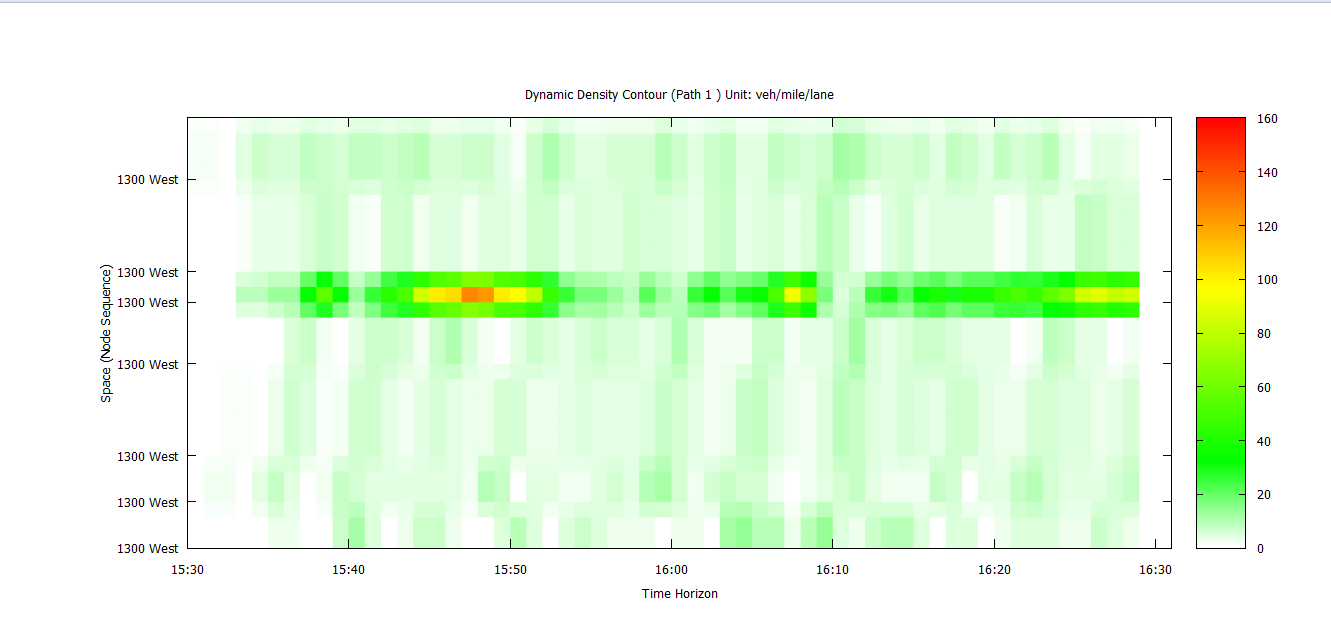 Dynamic Density Contour (Path 1 ) Unit: veh/mile/lane
Space (Node Sequence)
1300 West
1300 West
1300 West
1300 West
1300 West
1300 West
1300 West
15:30 15:40 15:50 16:00 16:10 16:20 16:30
Time Horizon
160
140
120
100
80
60
40
20
0